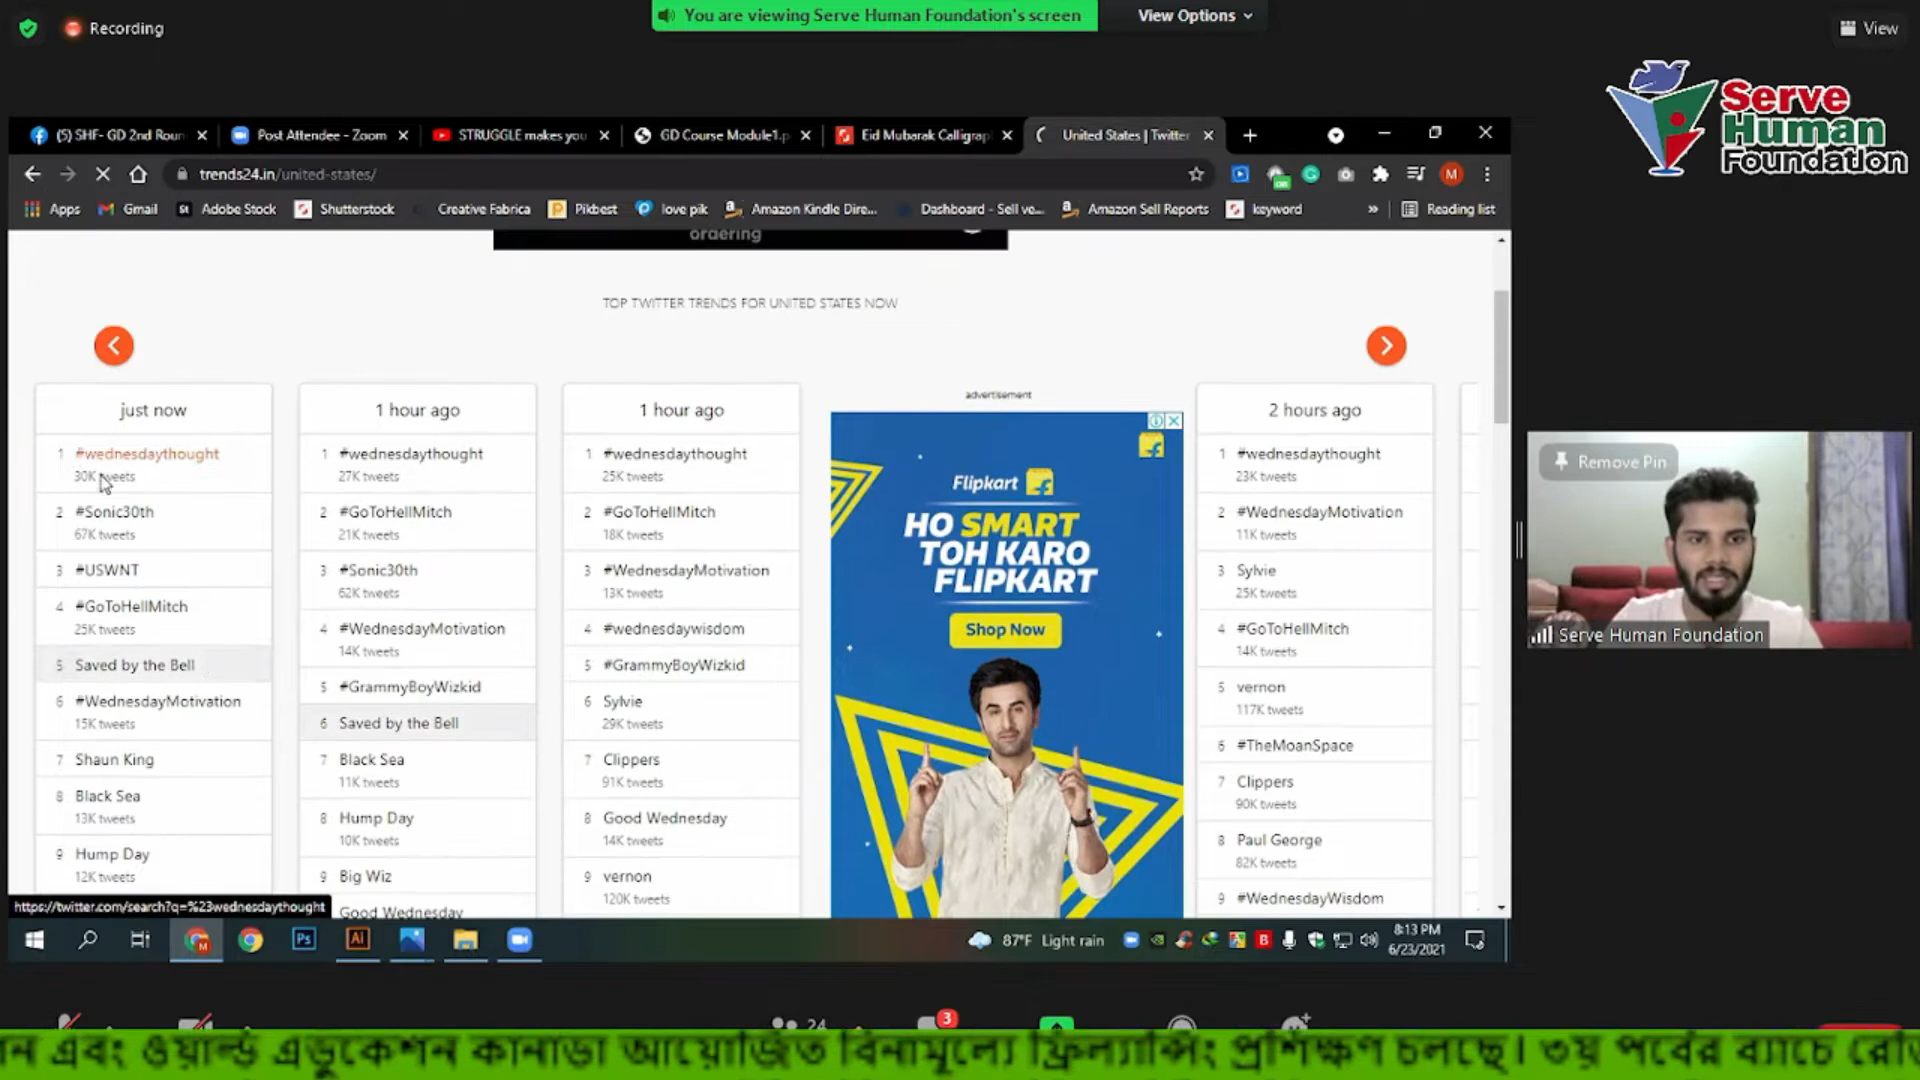 Recording
You are viewing Serve Human Foundation's screen
View Options
View
Serve
Human
Foundation
(5) SHF- GD 2nd Roun
Post Attendee - Zoom
STRUGGLE makes you
GD Course Module1.p
Eid Mubarak Calligrap
United States | Twitter
trends24.in/united-states/
Apps
Gmail
Adobe Stock
Shutterstock
Creative Fabrica
Pikbest
love pik
Amazon Kindle Dire...
Dashboard - Sell ve...
Amazon Sell Reports
keyword
»
Reading list
ordering
TOP TWITTER TRENDS FOR UNITED STATES NOW
just now
1 #wednesdaythought
30K tweets
2 #Sonic30th
67K tweets
3 #USWNT
4 #GoToHellMitch
25K tweets
5 Saved by the Bell
6 #WednesdayMotivation
15K tweets
7 Shaun King
8 Black Sea
13K tweets
9 Hump Day
12K tweets
1 hour ago
1 #wednesdaythought
27K tweets
2 #GoToHellMitch
21K tweets
3 #Sonic30th
62K tweets
4 #WednesdayMotivation
14K tweets
5 #GrammyBoyWizkid
6 Saved by the Bell
7 Black Sea
11K tweets
8 Hump Day
10K tweets
9 Big Wiz
Good Wednesday
1 hour ago
1 #wednesdaythought
25K tweets
2 #GoToHellMitch
18K tweets
3 #WednesdayMotivation
13K tweets
4 #wednesdaywisdom
5 #GrammyBoyWizkid
6 Sylvie
29K tweets
7 Clippers
91K tweets
8 Good Wednesday
14K tweets
9 vernon
120K tweets
advertisement
Flipkart
HO SMART
TOH KARO
FLIPKART
Shop Now
2 hours ago
1 #wednesdaythought
23K tweets
2 #WednesdayMotivation
11K tweets
3 Sylvie
25K tweets
4 #GoToHellMitch
14K tweets
5 vernon
117K tweets
6 #TheMoanSpace
7 Clippers
90K tweets
8 Paul George
82K tweets
9 #WednesdayWisdom
Remove Pin
Serve Human Foundation
https://twitter.com/search?q=%23wednesdaythought
87°F Light rain
8:13 PM
6/23/2021
24
3
এবং ওয়ার্ল্ড এডুকেশন কানাডা আয়োজিত বিনামূল্যে ফ্রিল্যান্সিং প্রশিক্ষণ চলছে। ৩য় পর্বের ব্যাচে